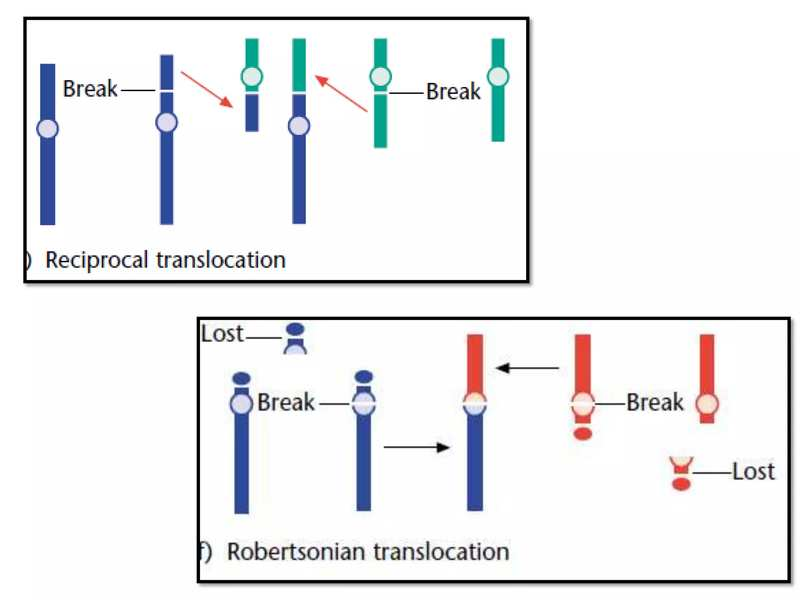 Break
Break
) Reciprocal translocation
Lost
Break
Break
Lost
f) Robertsonian translocation